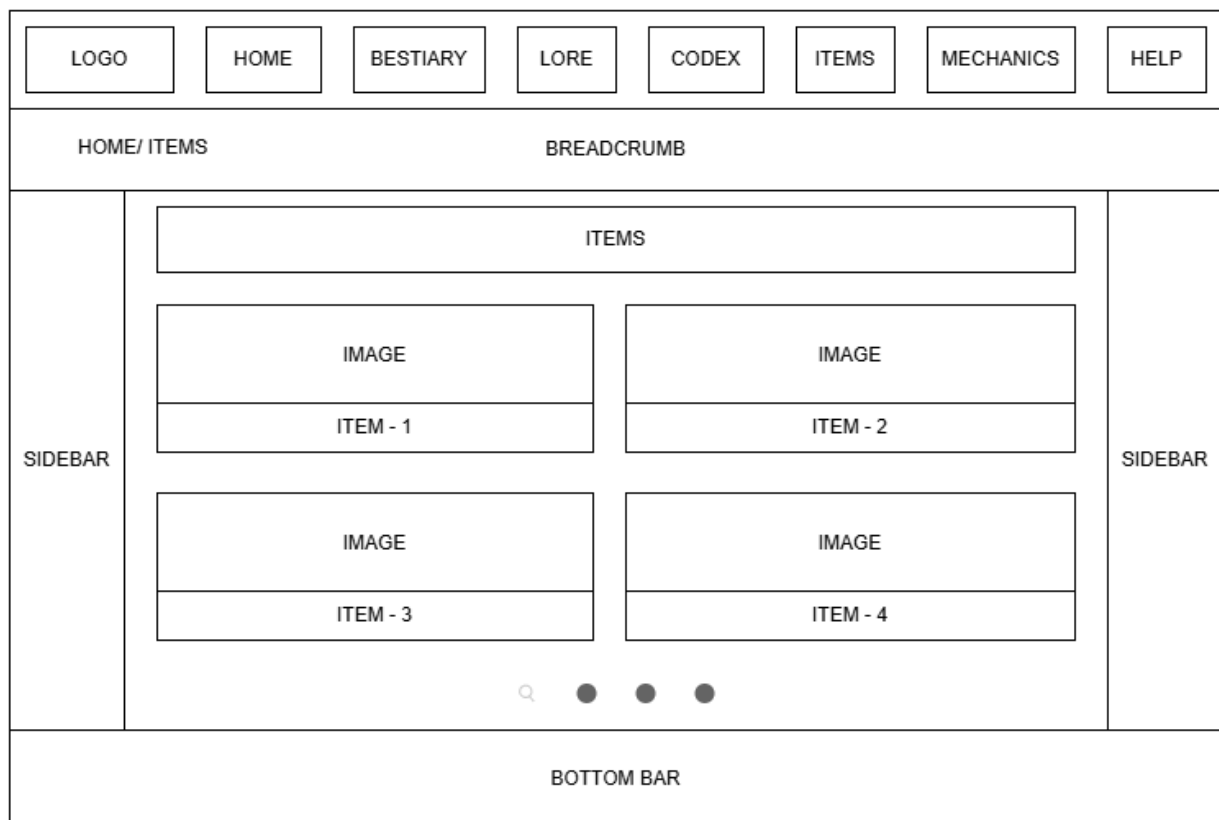 LOGO HOME BESTIARY LORE CODEX ITEMS MECHANICS HELP
HOME/ ITEMS BREADCRUMB
ITEMS
IMAGE IMAGE
ITEM - 1 ITEM - 2
SIDEBAR SIDEBAR
IMAGE IMAGE
ITEM - 3 ITEM - 4
BOTTOM BAR